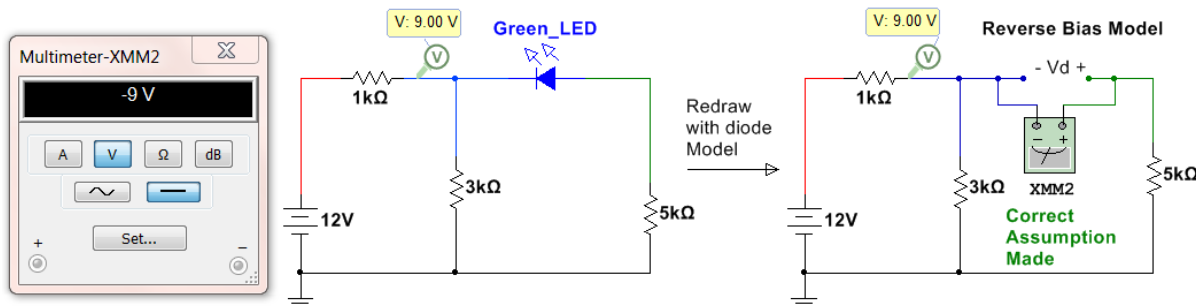 Multimeter-XMM2
X
-9 V
A
V
Ω
dB
Set...
+
-
V: 9.00 V
V
Green_LED
1kΩ
3kΩ
5kΩ
12V
Redraw
with diode
Model
V: 9.00 V
V
Reverse Bias Model
- Vd +
1kΩ
- +
XMM2
3kΩ
5kΩ
12V
Correct
Assumption
Made